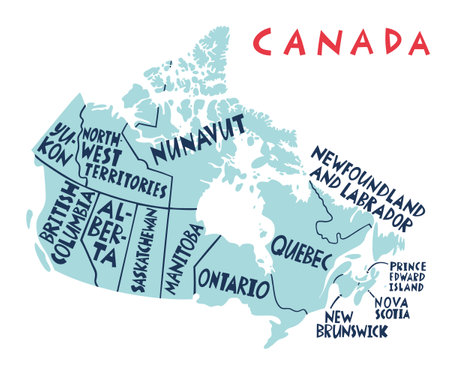 CANADA
YU-
KON
NORTH-
WEST
TERRITORIES
NUNAVUT
NEWFOUNDLAND
AND LABRADOR
BRITISH
COLUMBIA
AL-
BER-
TA
SASKATCHEWAN
MANITOBA
ONTARIO
QUEBEC
PRINCE
EDWARD
ISLAND
NOVA
SCOTIA
NEW
BRUNSWICK